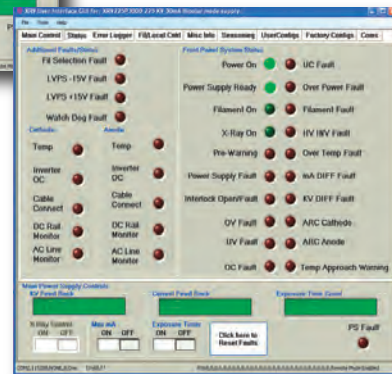 PS
File Tools Help
Main Control Status Error Logger Fil/Local Cntl Misc Info Seasoning UserConfigs Factory Configs Coms
Additional Faults/Status
Front Panel System Status
Fil Selection Fault
Power On
UC Fault
LVPS -15V Fault
Power Supply Ready
Over Power Fault
LVPS +15V Fault
Filament On
Filament Fault
Watch Dog Fault
X-Ray On
HV I&V Fault
Cathode:
Anode
Temp
Temp
Pre-Warning
Over Temp Fault
Inverter OC
Inverter OC
Power Supply Fault
mA DIFF Fault
Cable Connect
Cable Connect
Interlock Open/Fault
KV DIFF Fault
DC Rail Monitor
DC Rail Monitor
OV Fault
ARC Cathode
UV Fault
ARC Anode
AC Line Monitor
AC Line Monitor
OC Fault
Temp Approach Warning
Main Power Supply Controls
KV Feed Back
Current Feed Back
X-Ray Control
Max mA
Exposure Timer
PS Fault
ON OFF
ON OFF
ON OFF
Click here to
Reset Faults